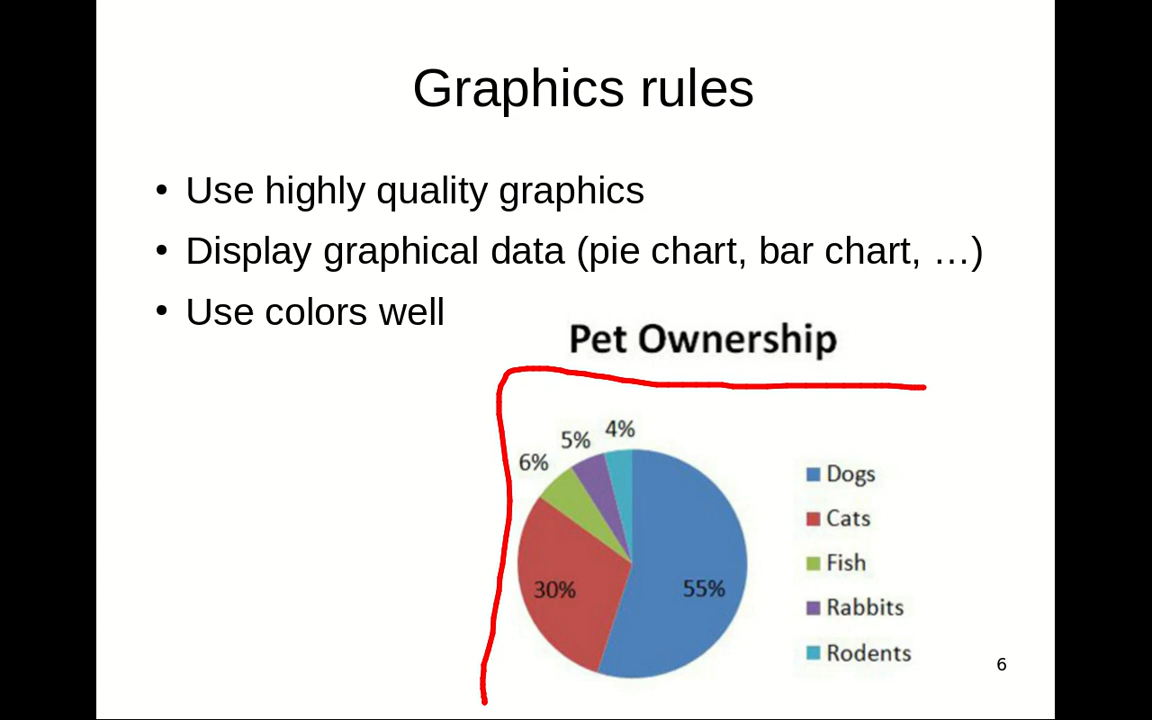 Graphics rules
• Use highly quality graphics
• Display graphical data (pie chart, bar chart, …)
• Use colors well
Pet Ownership
4%
5%
6%
30%
55%
Dogs
Cats
Fish
Rabbits
Rodents
6